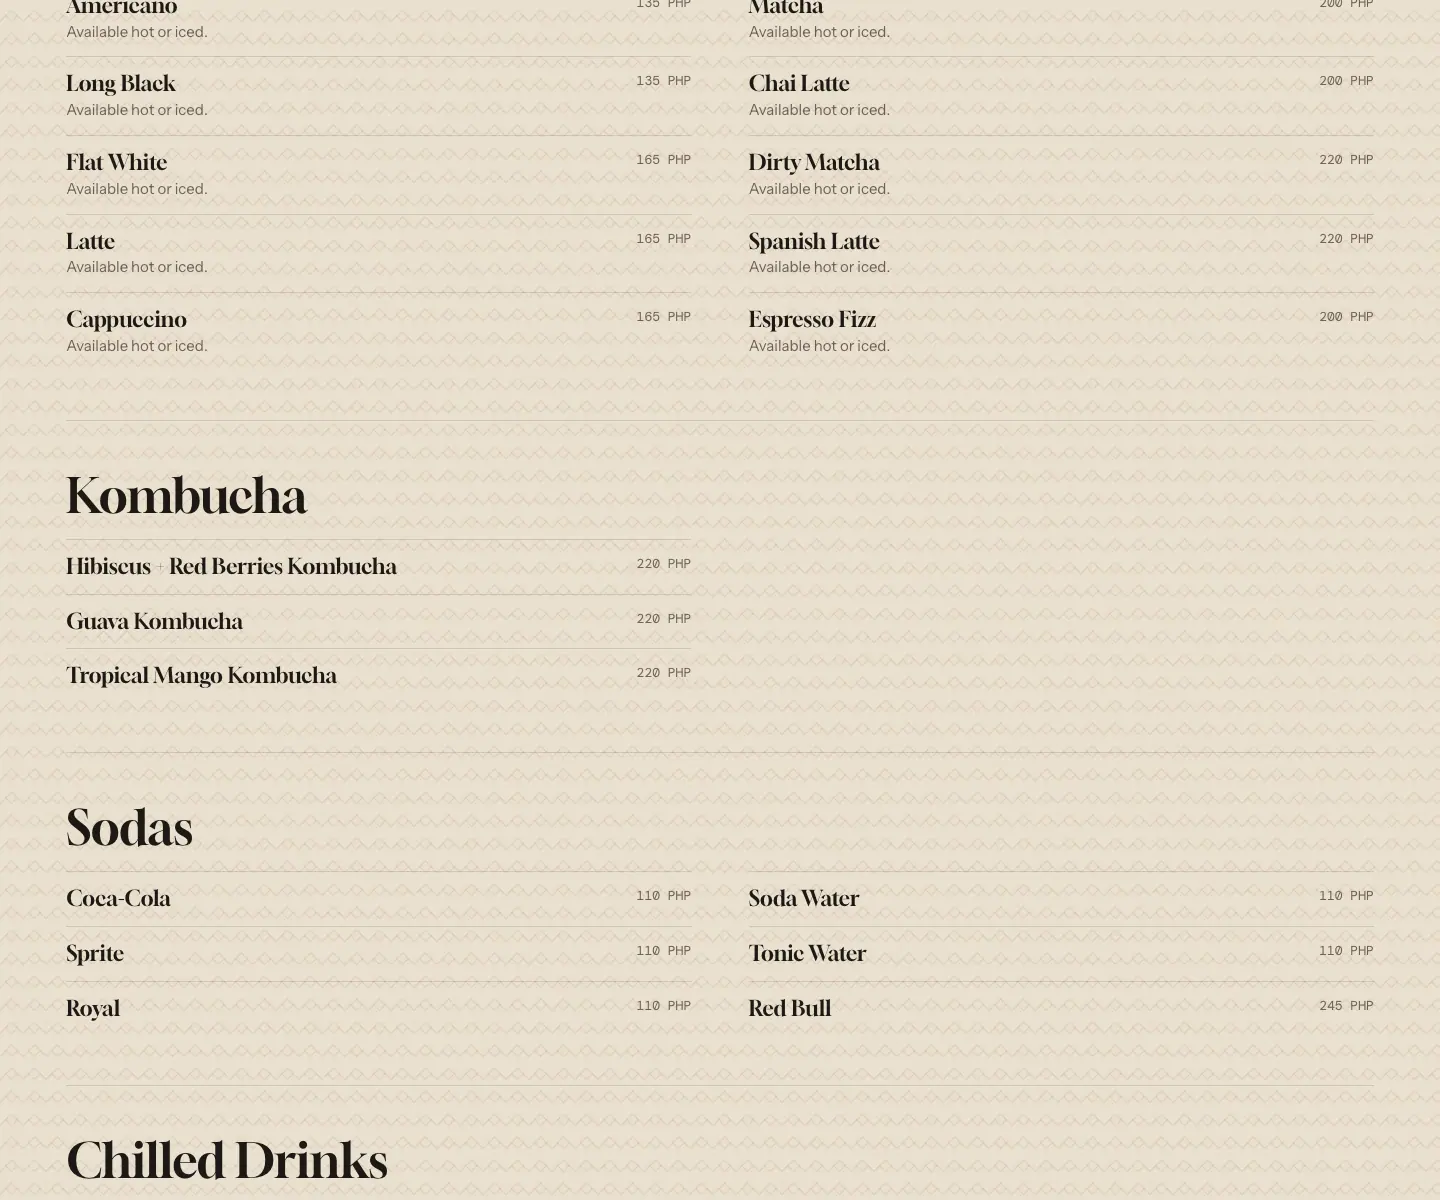 Americano 135 PHP
Available hot or iced.
Long Black 135 PHP
Available hot or iced.
Flat White 165 PHP
Available hot or iced.
Latte 165 PHP
Available hot or iced.
Cappuccino 165 PHP
Available hot or iced.
Matcha 200 PHP
Available hot or iced.
Chai Latte 200 PHP
Available hot or iced.
Dirty Matcha 220 PHP
Available hot or iced.
Spanish Latte 220 PHP
Available hot or iced.
Espresso Fizz 200 PHP
Available hot or iced.
Kombucha
Hibiscus + Red Berries Kombucha 220 PHP
Guava Kombucha 220 PHP
Tropical Mango Kombucha 220 PHP
Sodas
Coca-Cola 110 PHP
Sprite 110 PHP
Royal 110 PHP
Soda Water 110 PHP
Tonic Water 110 PHP
Red Bull 245 PHP
Chilled Drinks